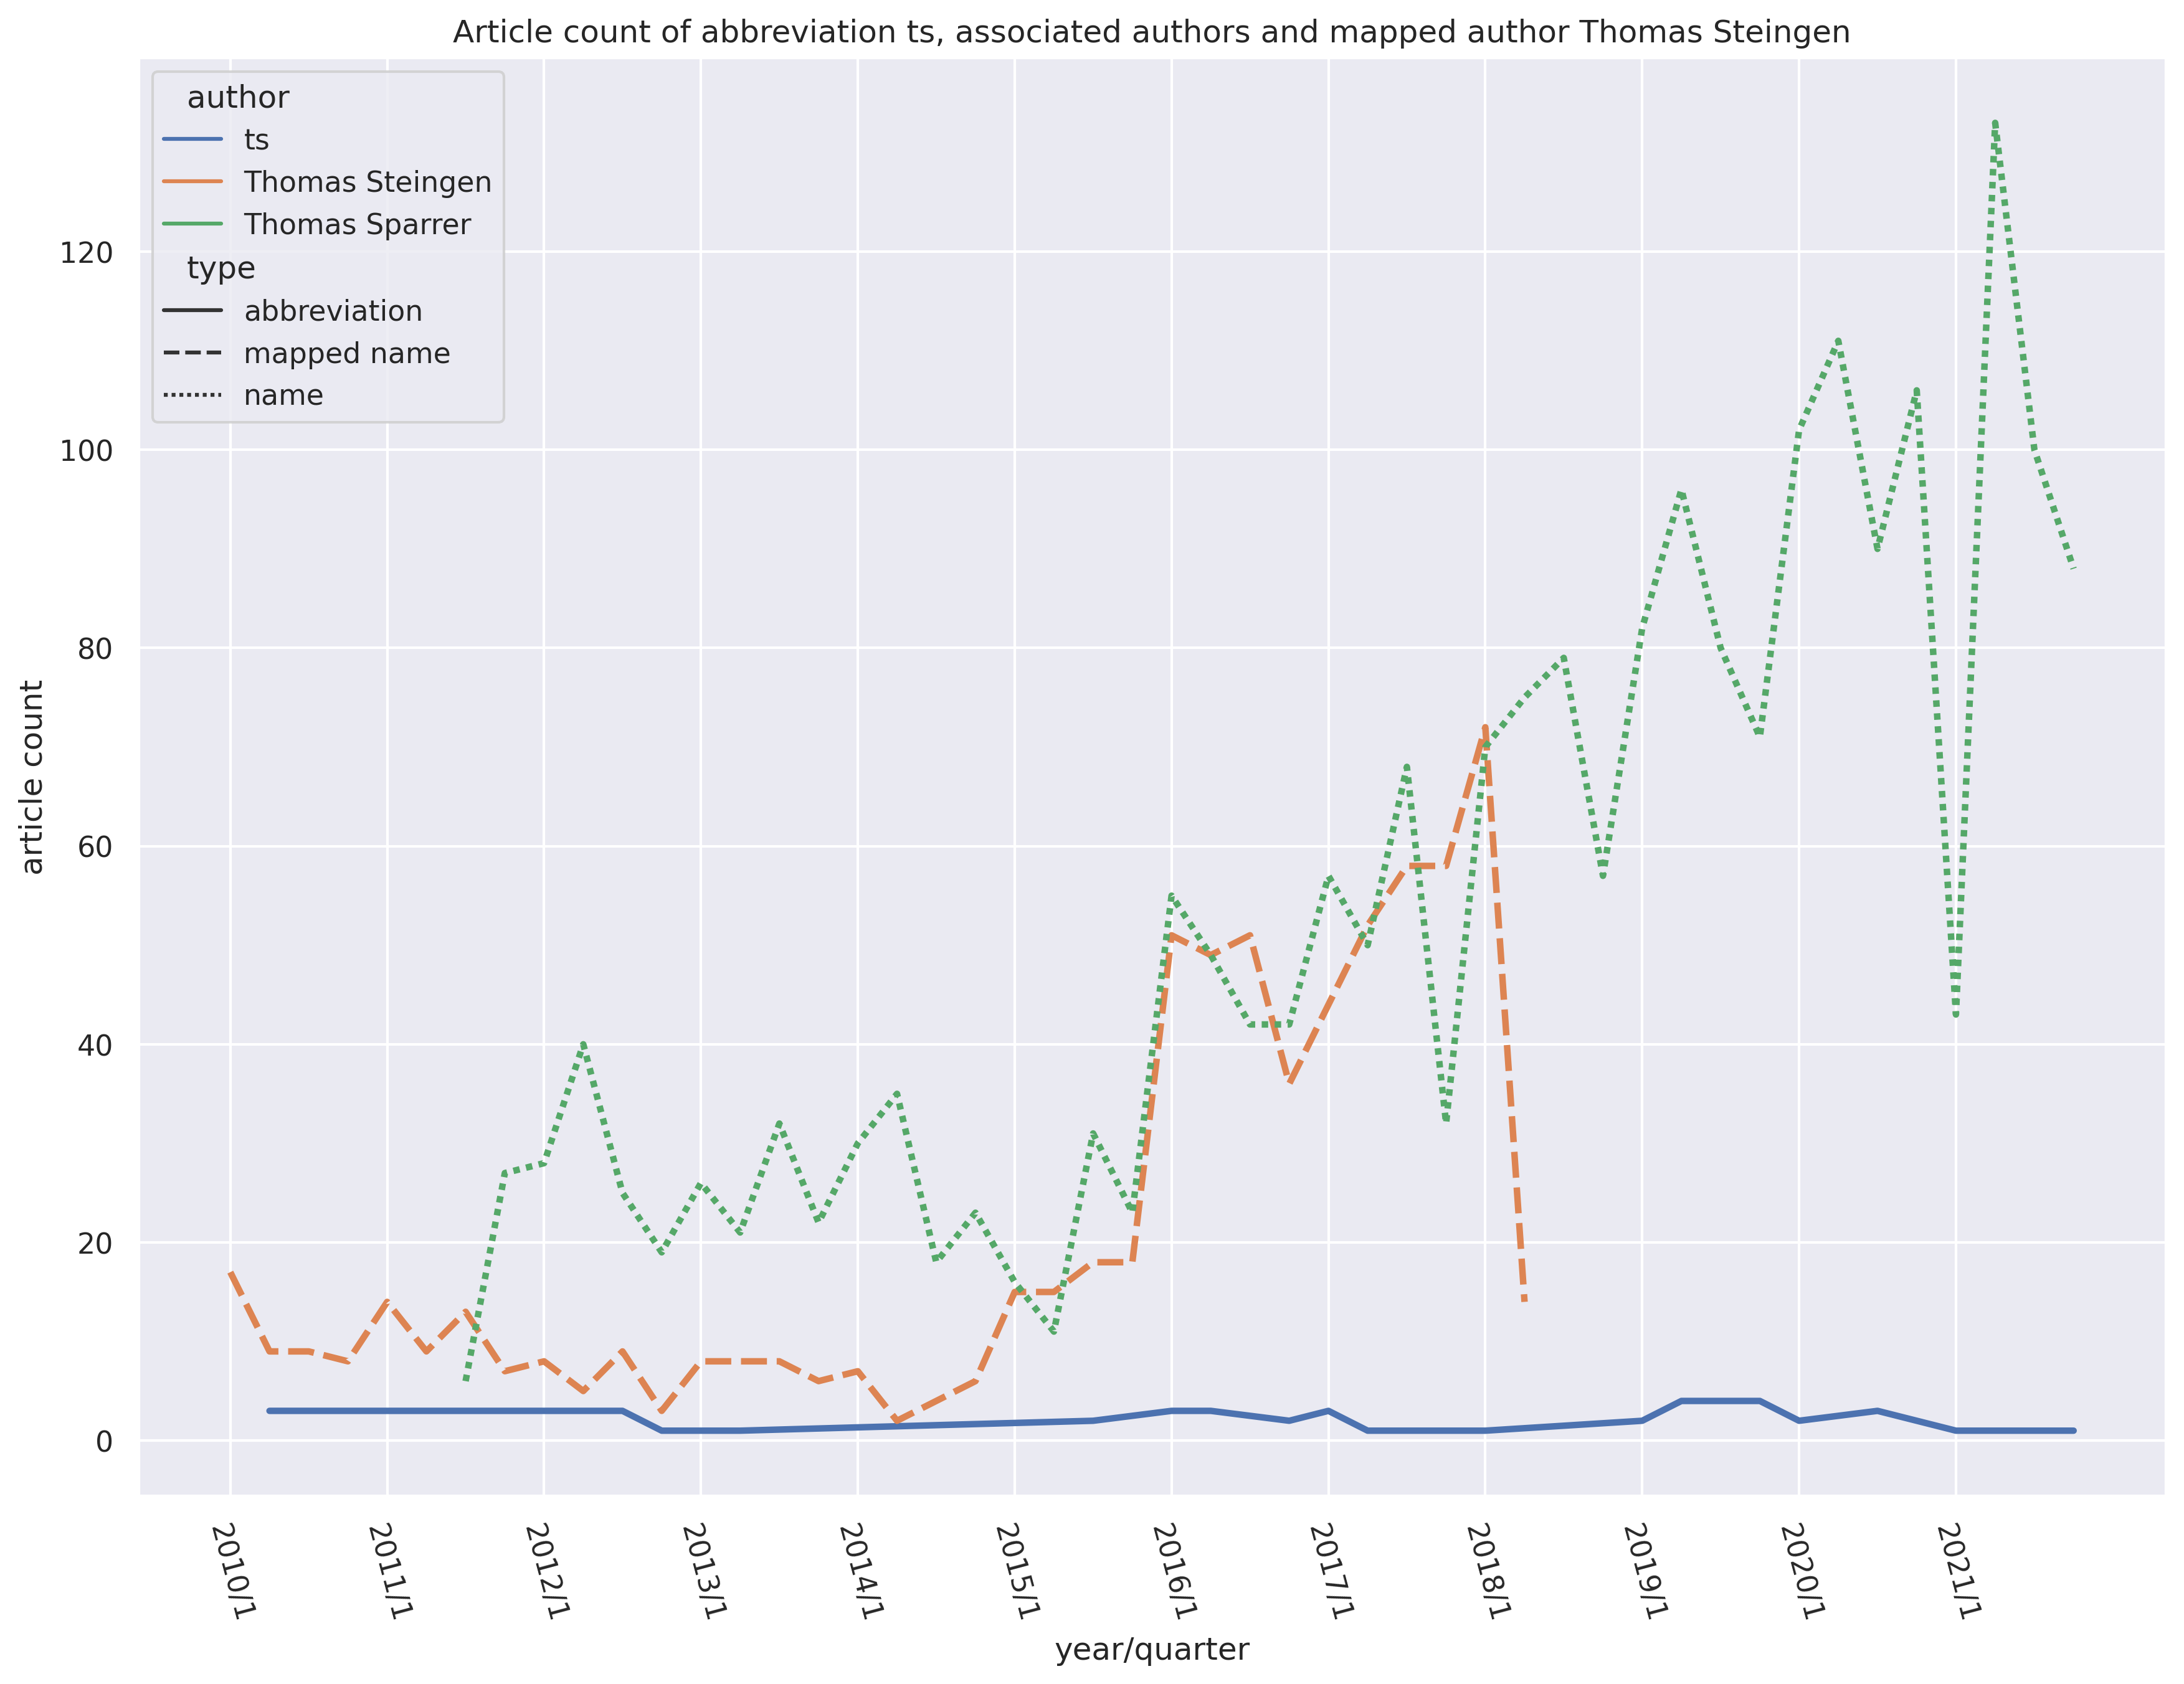 Article count of abbreviation ts, associated authors and mapped author Thomas Steingen
author
ts
Thomas Steingen
Thomas Sparrer
type
abbreviation
mapped name
name
120
100
80
60
40
20
0
article count
2010/1
2011/1
2012/1
2013/1
2014/1
2015/1
2016/1
2017/1
2018/1
2019/1
2020/1
2021/1
year/quarter